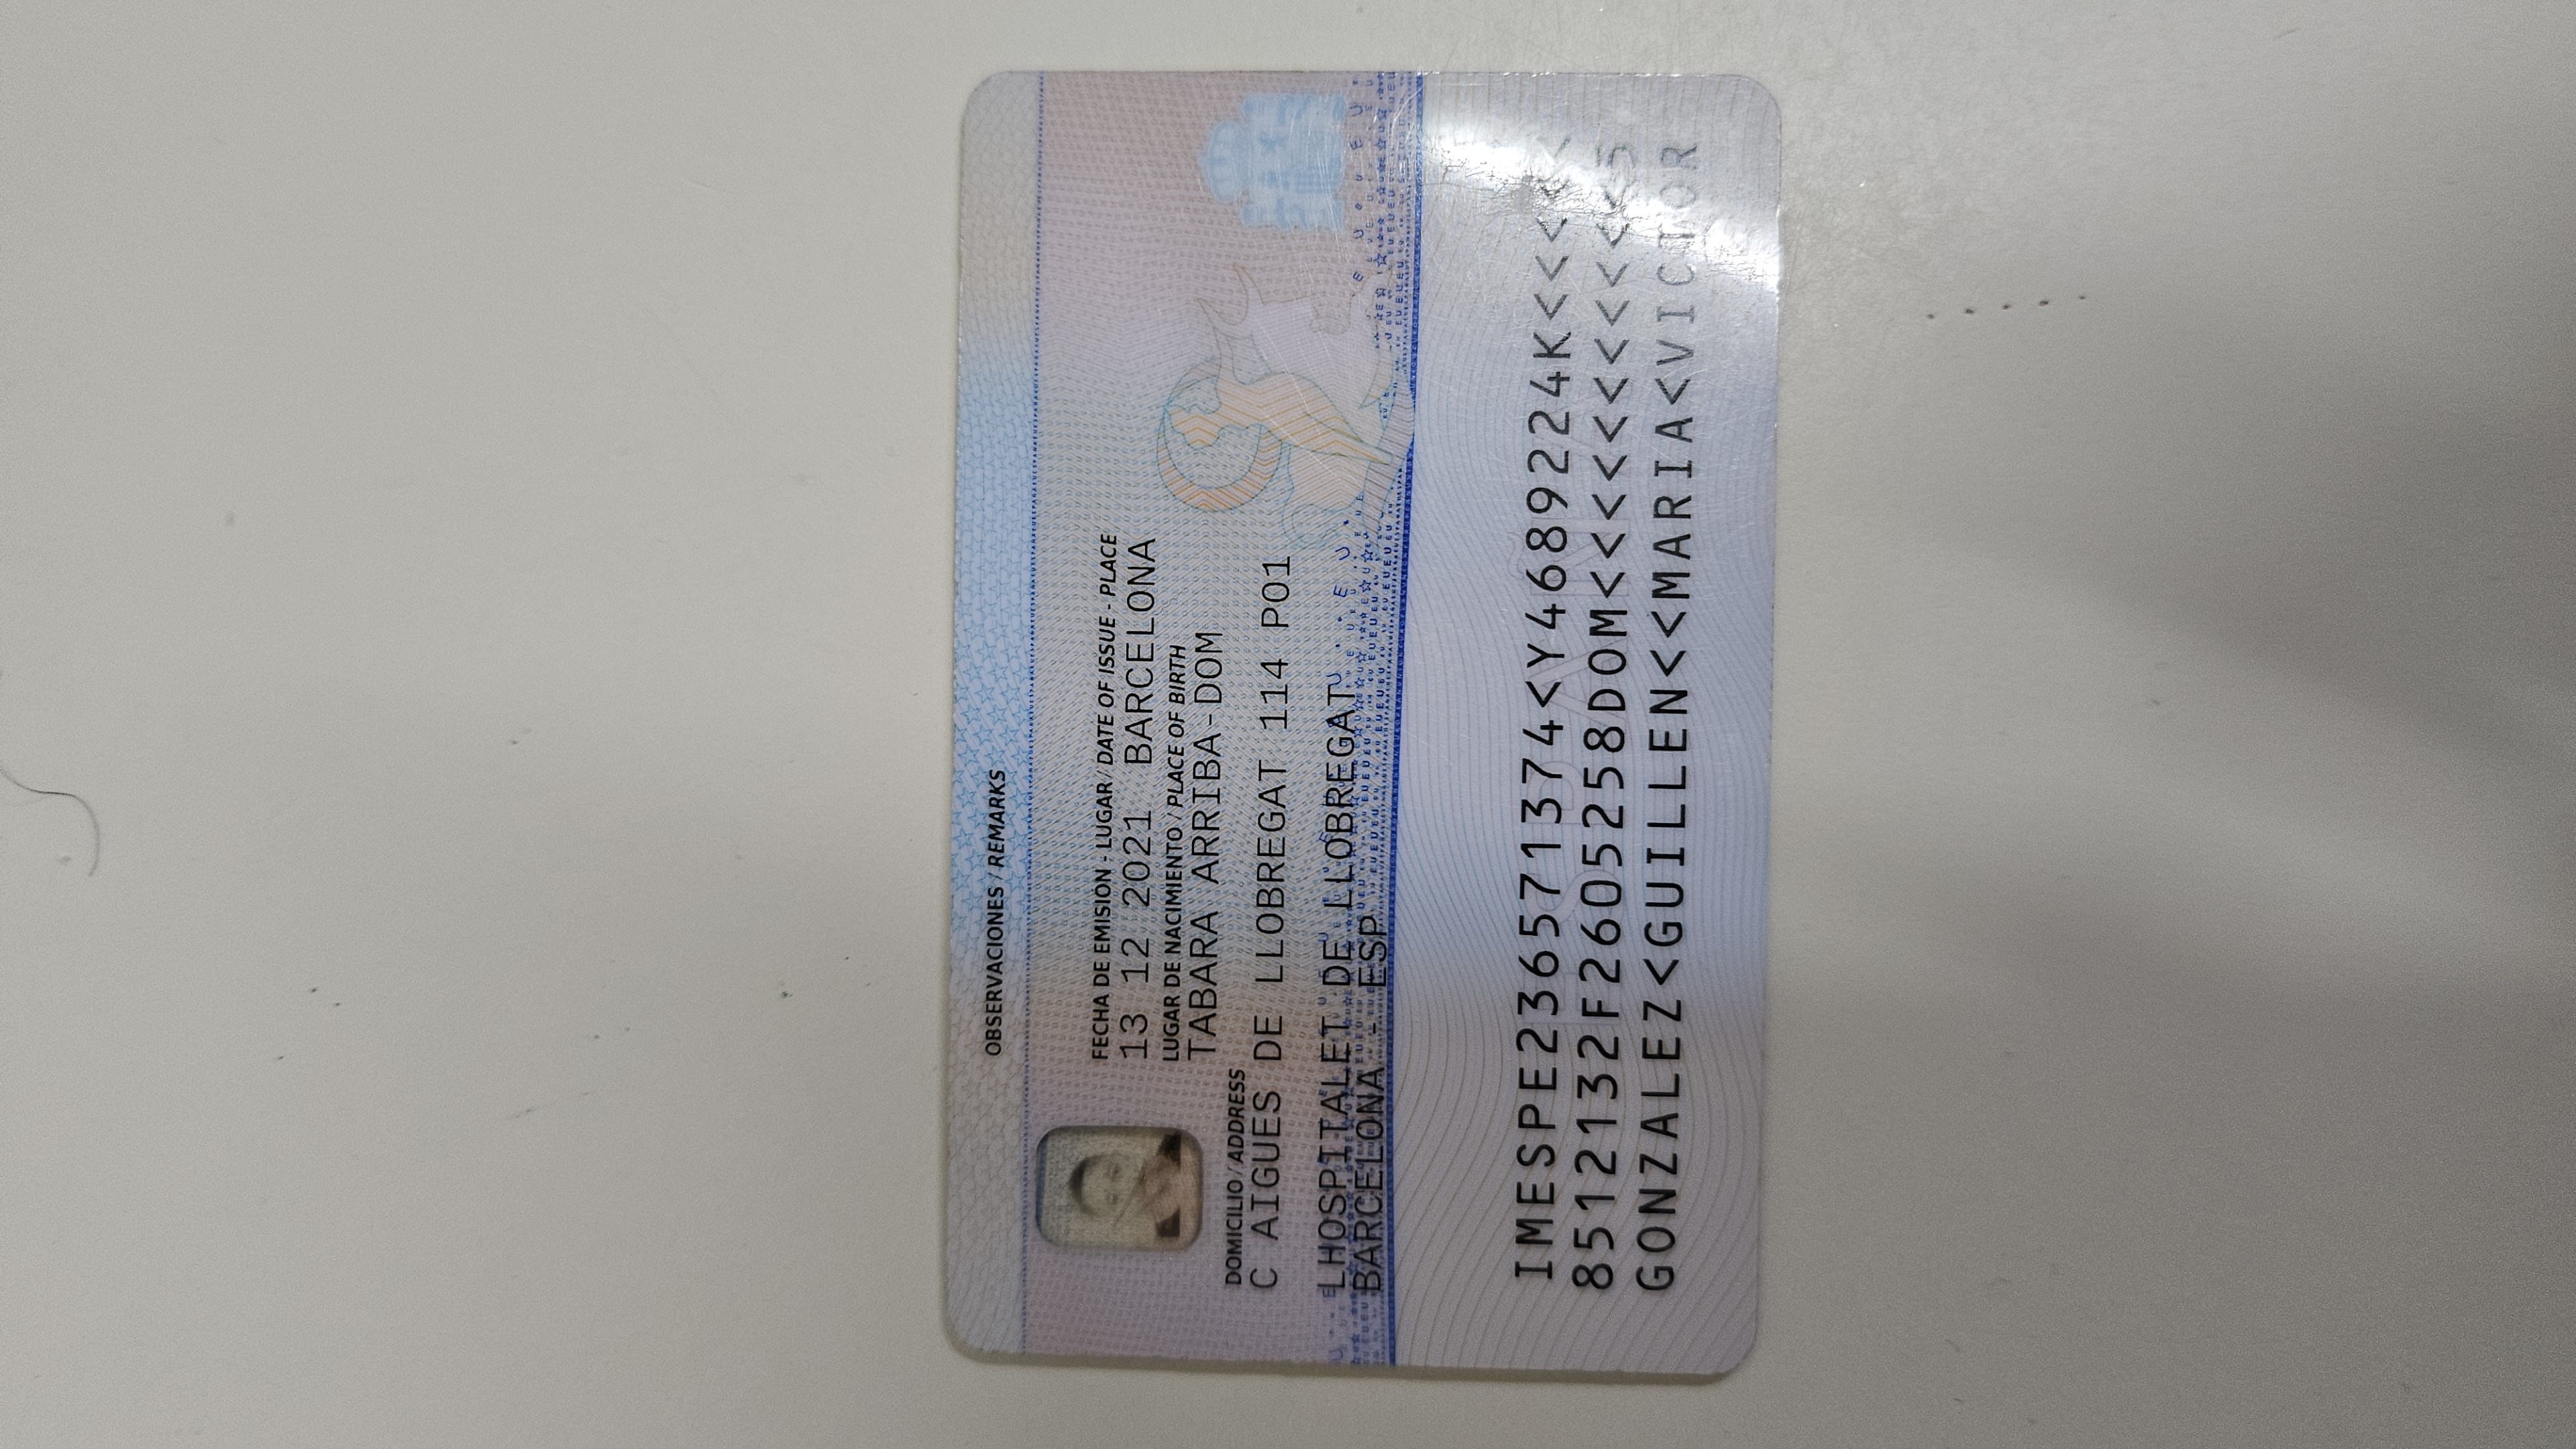 OBSERVACIONES / REMARKS
FECHA DE EMISIÓN - LUGAR / DATE OF ISSUE - PLACE
13 12 2021 BARCELONA
LUGAR DE NACIMIENTO / PLACE OF BIRTH
TABARA ARRIBA-DOM
DOMICILIO / ADDRESS
C AIGUES DE LLOBREGAT 114 P01
LHOSPITALET DE LLOBREGAT
BARCELONA - ESP
IMESPE236571374<Y4689224K<<<<<
8512132F2605258DOM<<<<<<<<<<<5
GONZALEZ<GUILLEN<<MARIA<VICTOR